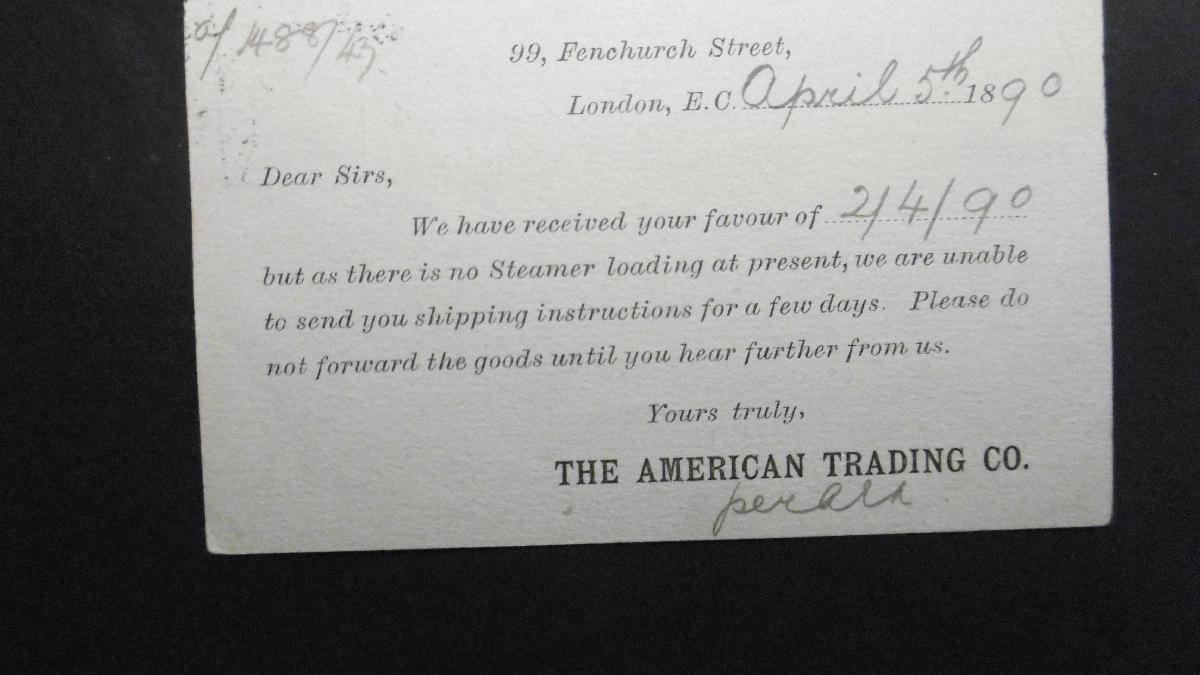 99, Fenchurch Street,
London, E.C. April 5th 1890
Dear Sirs,
We have received your favour of 2/4/90
but as there is no Steamer loading at present, we are unable
to send you shipping instructions for a few days. Please do
not forward the goods until you hear further from us.
Yours truly,
THE AMERICAN TRADING CO.
per